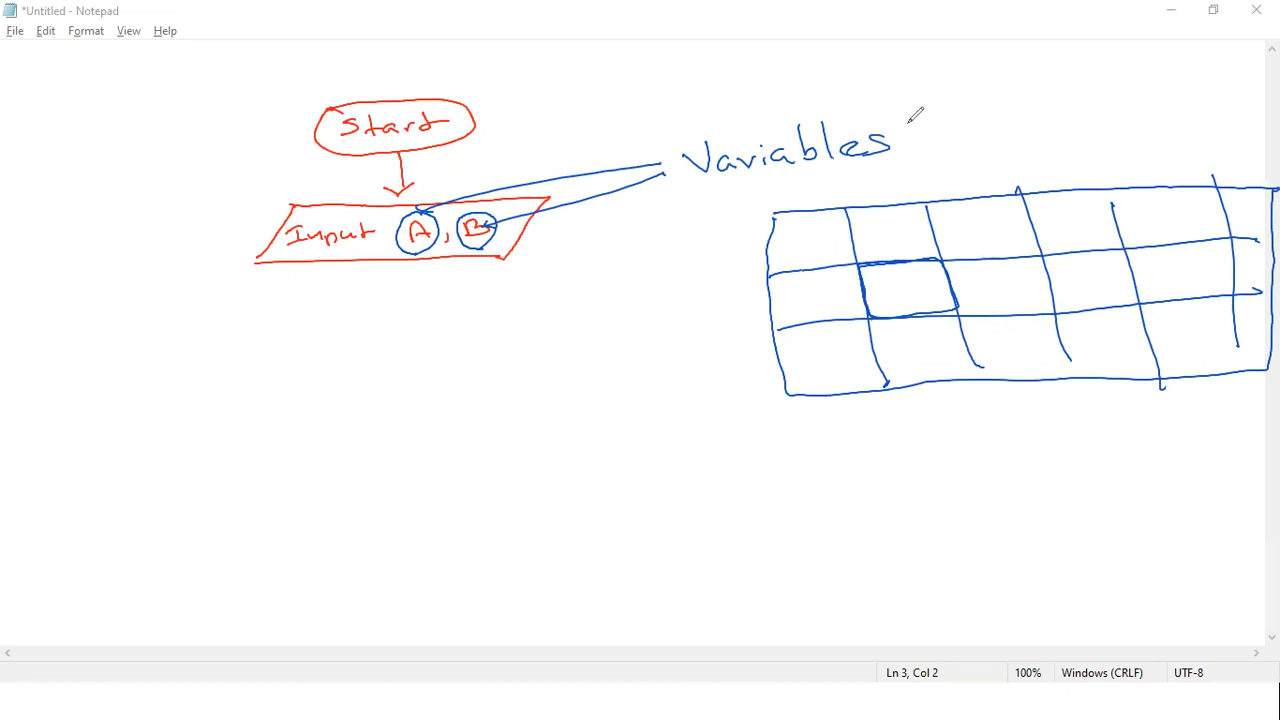 *Untitled - Notepad
File Edit Format View Help
Start
Variables
Input A, B
Ln 3, Col 2 100% Windows (CRLF) UTF-8